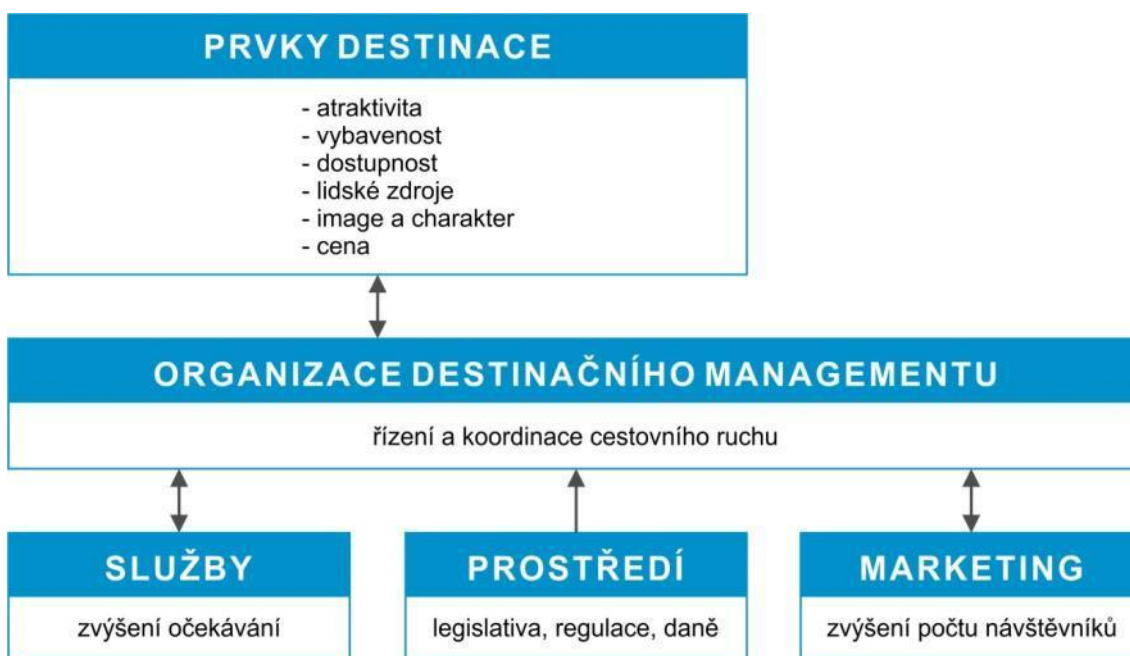 PRVKY DESTINACE
- atraktivita
- vybavenost
- dostupnost
- lidské zdroje
- image a charakter
- cena
ORGANIZACE DESTINAČNÍHO MANAGEMENTU
řízení a koordinace cestovního ruchu
SLUŽBY
zvýšení očekávání
PROSTŘEDÍ
legislativa, regulace, daně
MARKETING
zvýšení počtu návštěvníků